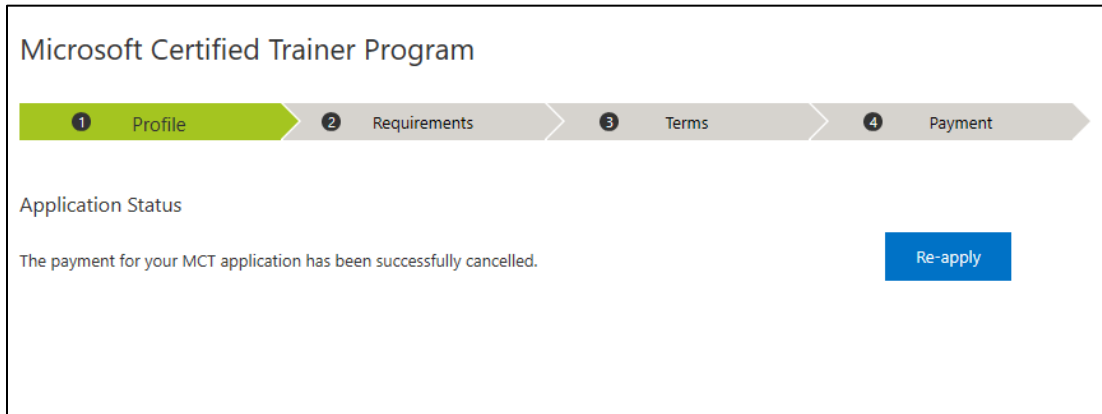 Microsoft Certified Trainer Program
1 Profile 2 Requirements 3 Terms 4 Payment
Application Status
The payment for your MCT application has been successfully cancelled. Re-apply